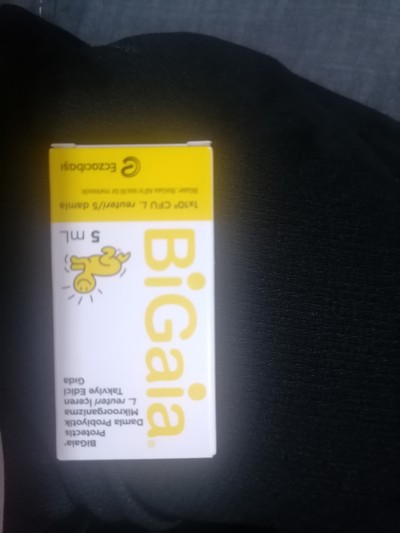 Eczacıbaşı
1x10⁸ CFU L. reuteri/5 damla
5 mL
BiGaia®
BiGaia®
Protectis
Damla Probiyotik
Mikroorganizma
L. reuteri İçeren
Takviye Edici
Gıda